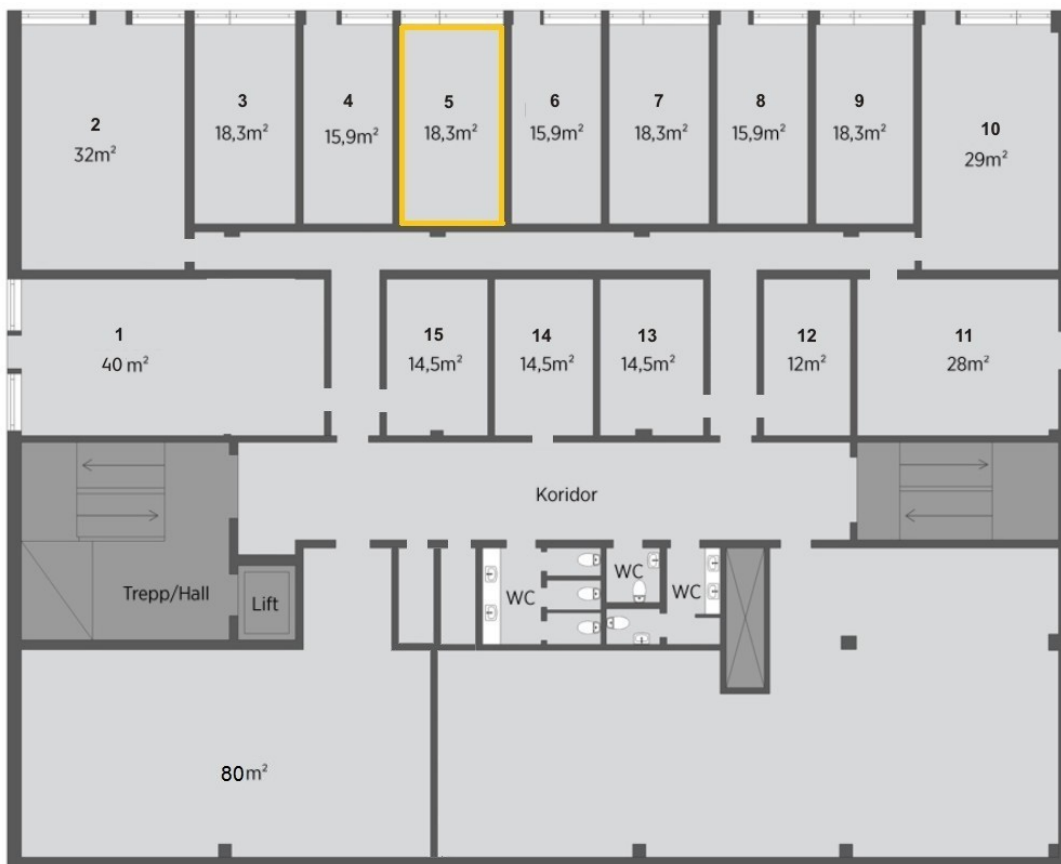 2
32m²
3
18,3m²
4
15,9m²
5
18,3m²
6
15,9m²
7
18,3m²
8
15,9m²
9
18,3m²
10
29m²
1
40 m²
15
14,5m²
14
14,5m²
13
14,5m²
12
12m²
11
28m²
Koridor
Trepp/Hall
Lift
WC
WC
WC
80m²